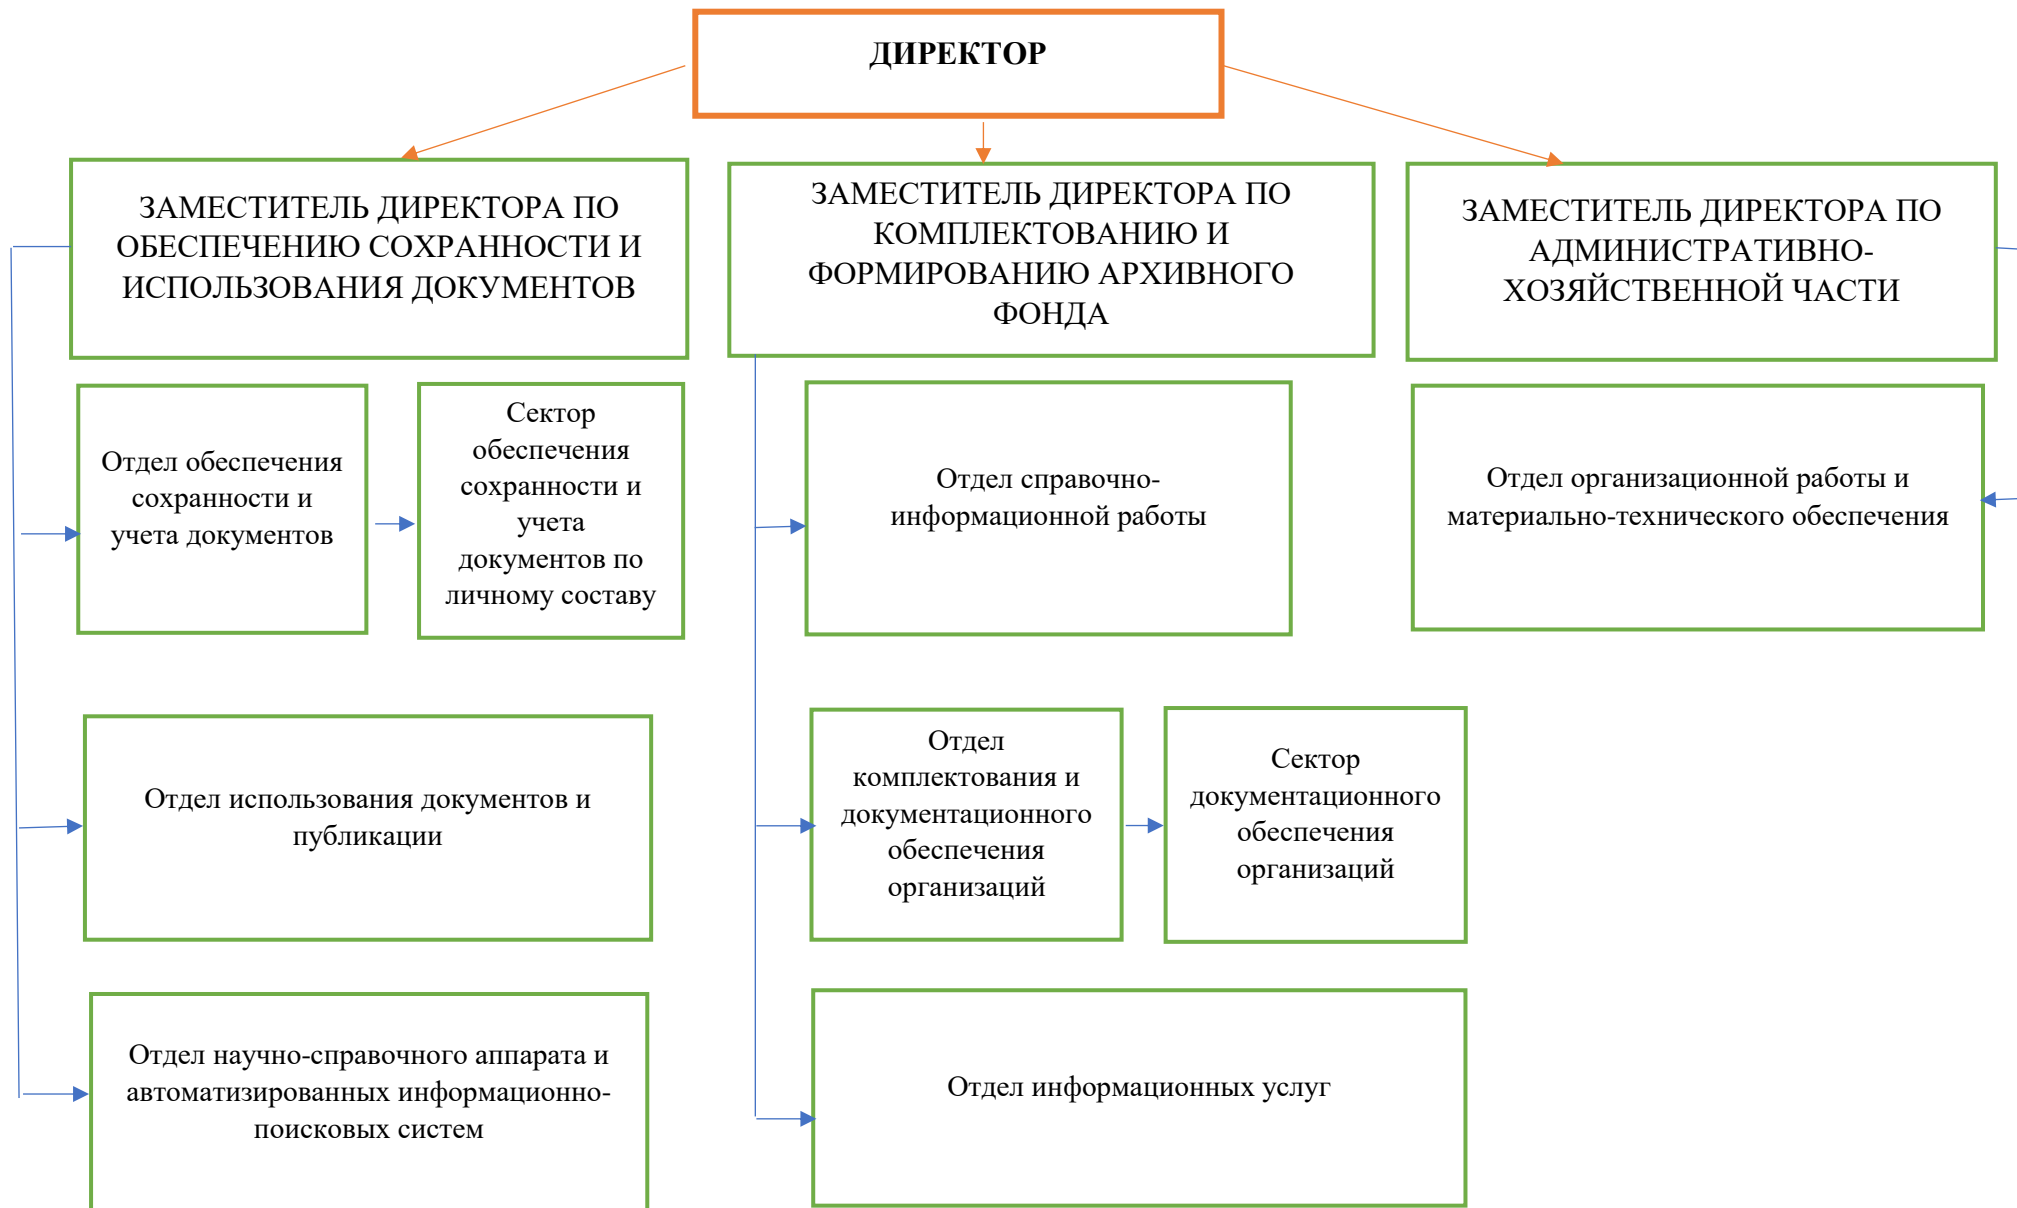 ДИРЕКТОР
ЗАМЕСТИТЕЛЬ ДИРЕКТОРА ПО
ОБЕСПЕЧЕНИЮ СОХРАННОСТИ И
ИСПОЛЬЗОВАНИЯ ДОКУМЕНТОВ
ЗАМЕСТИТЕЛЬ ДИРЕКТОРА ПО
КОМПЛЕКТОВАНИЮ И
ФОРМИРОВАНИЮ АРХИВНОГО
ФОНДА
ЗАМЕСТИТЕЛЬ ДИРЕКТОРА ПО
АДМИНИСТРАТИВНО-
ХОЗЯЙСТВЕННОЙ ЧАСТИ
Отдел обеспечения
сохранности и
учета документов
Сектор
обеспечения
сохранности и
учета
документов по
личному составу
Отдел справочно-
информационной работы
Отдел организационной работы и
материально-технического обеспечения
Отдел использования документов и
публикации
Отдел
комплектования и
документационного
обеспечения
организаций
Сектор
документационного
обеспечения
организаций
Отдел научно-справочного аппарата и
автоматизированных информационно-
поисковых систем
Отдел информационных услуг